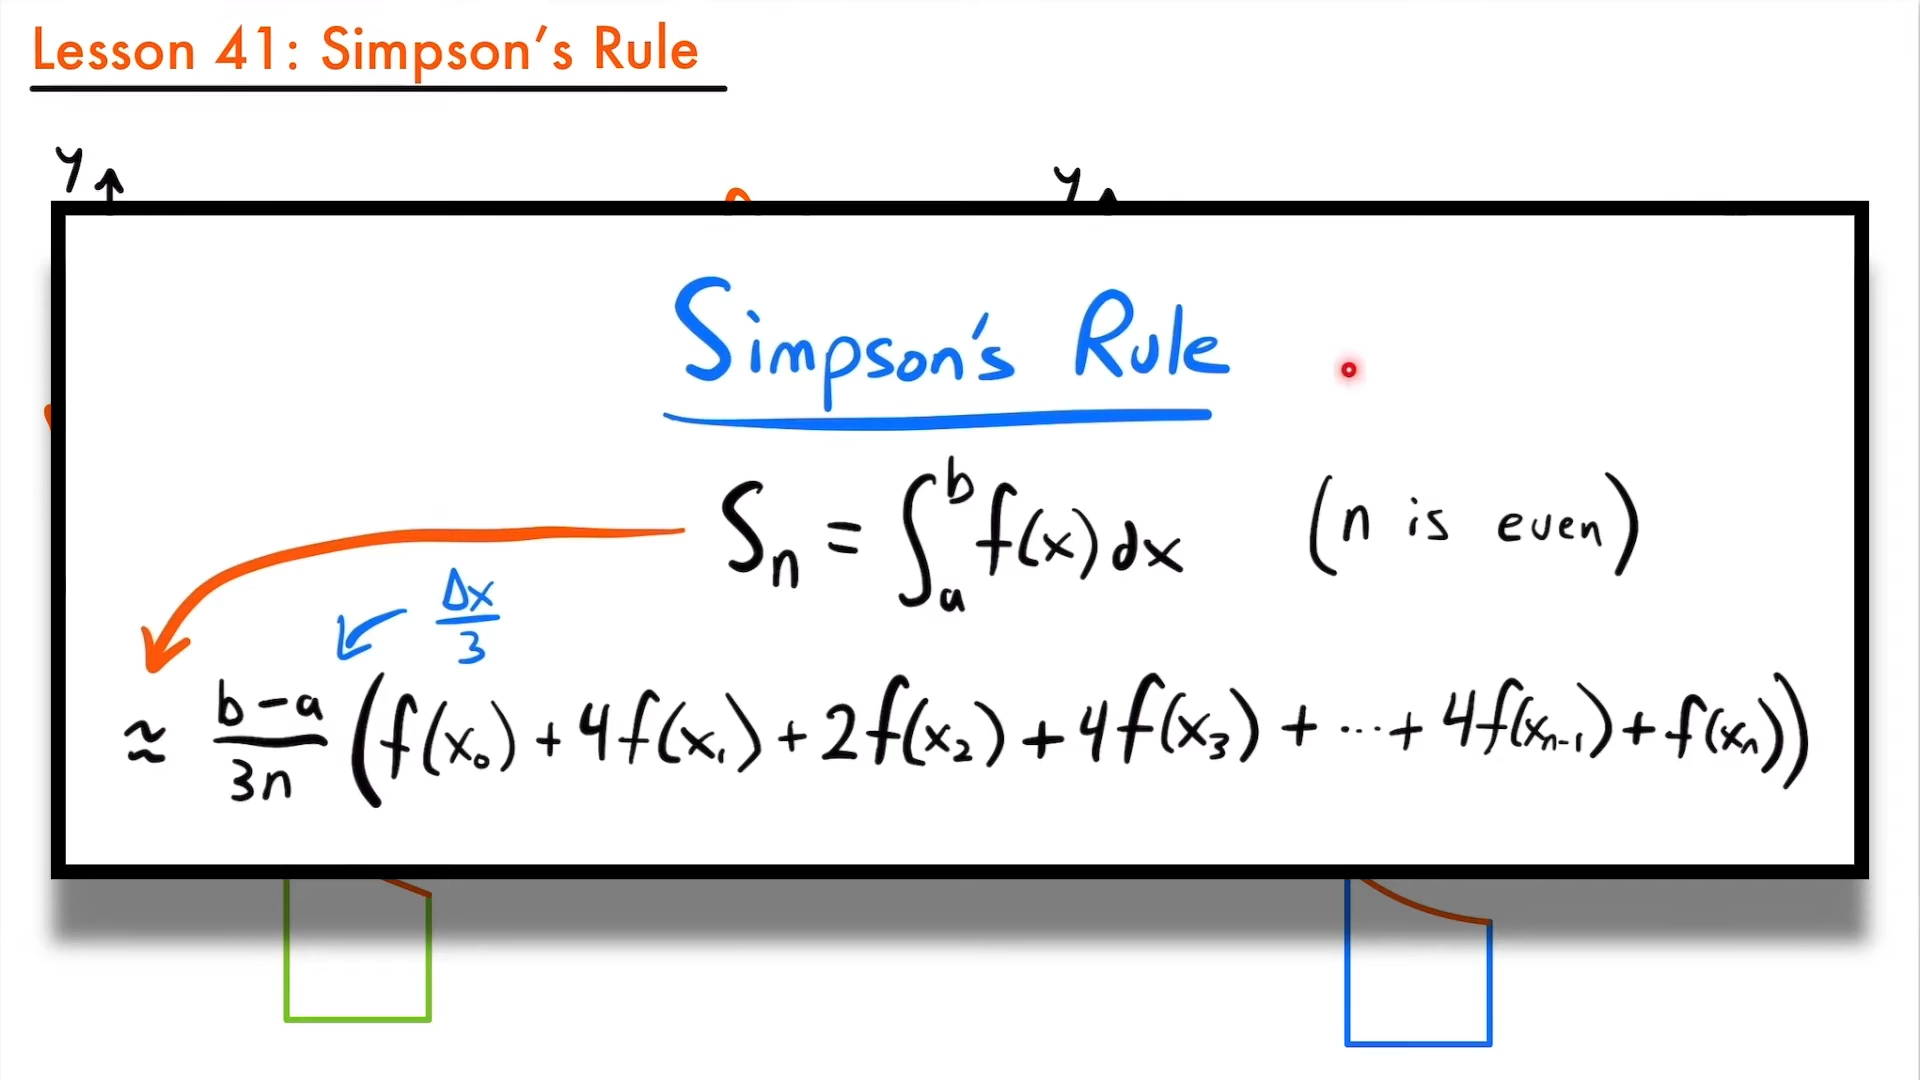 Lesson 41: Simpson's Rule
y y
Simpson's Rule
Sₙ = ∫ₐᵇ f(x) dx (n is even)
Δx/3
≈ b-a/3n (f(x₀) + 4f(x₁) + 2f(x₂) + 4f(x₃) + ... + 4f(xₙ₋₁) + f(xₙ))